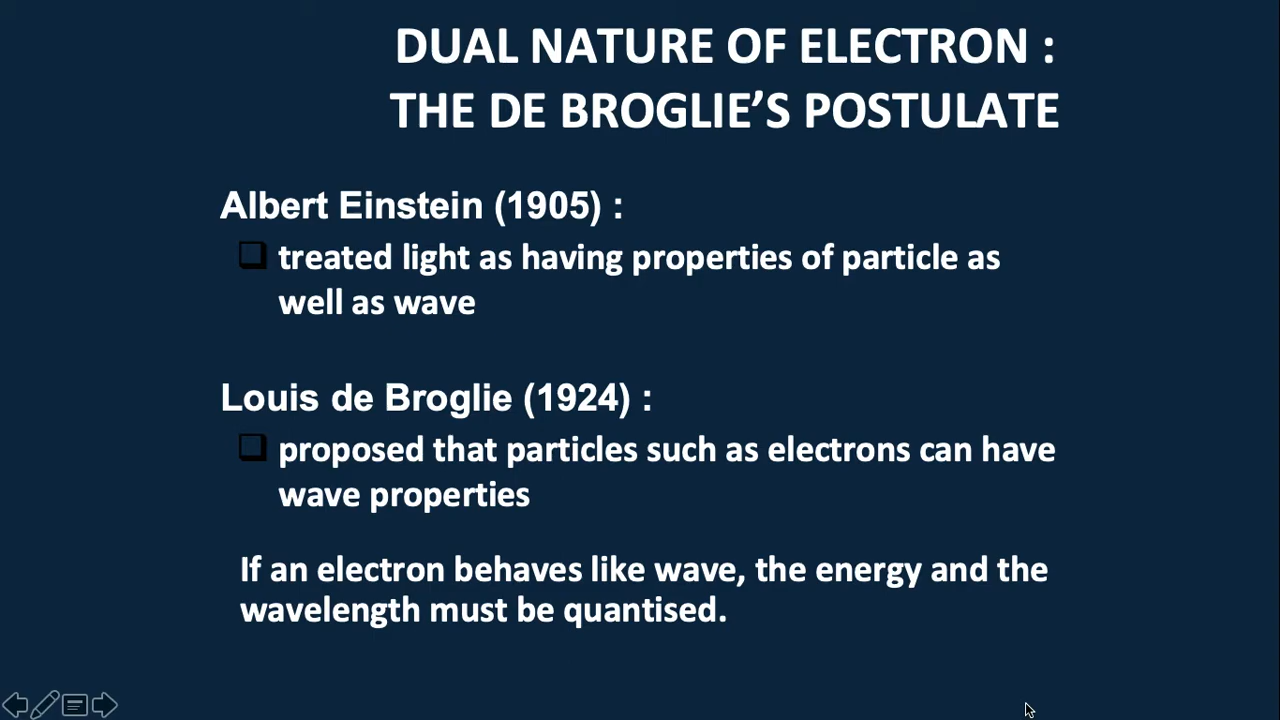 DUAL NATURE OF ELECTRON :
THE DE BROGLIE’S POSTULATE
Albert Einstein (1905) :
treated light as having properties of particle as
well as wave
Louis de Broglie (1924) :
proposed that particles such as electrons can have
wave properties
If an electron behaves like wave, the energy and the
wavelength must be quantised.